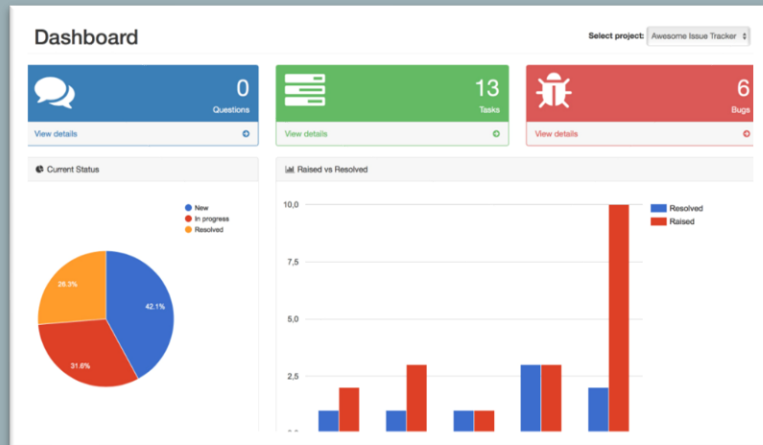 Dashboard
Select project: Awesome Issue Tracker
0
Questions
View details
13
Tasks
View details
6
Bugs
View details
Current Status
New
In progress
Resolved
26.3%
42.1%
31.6%
Raised vs Resolved
10,0
7,5
5,0
2,5
Resolved
Raised